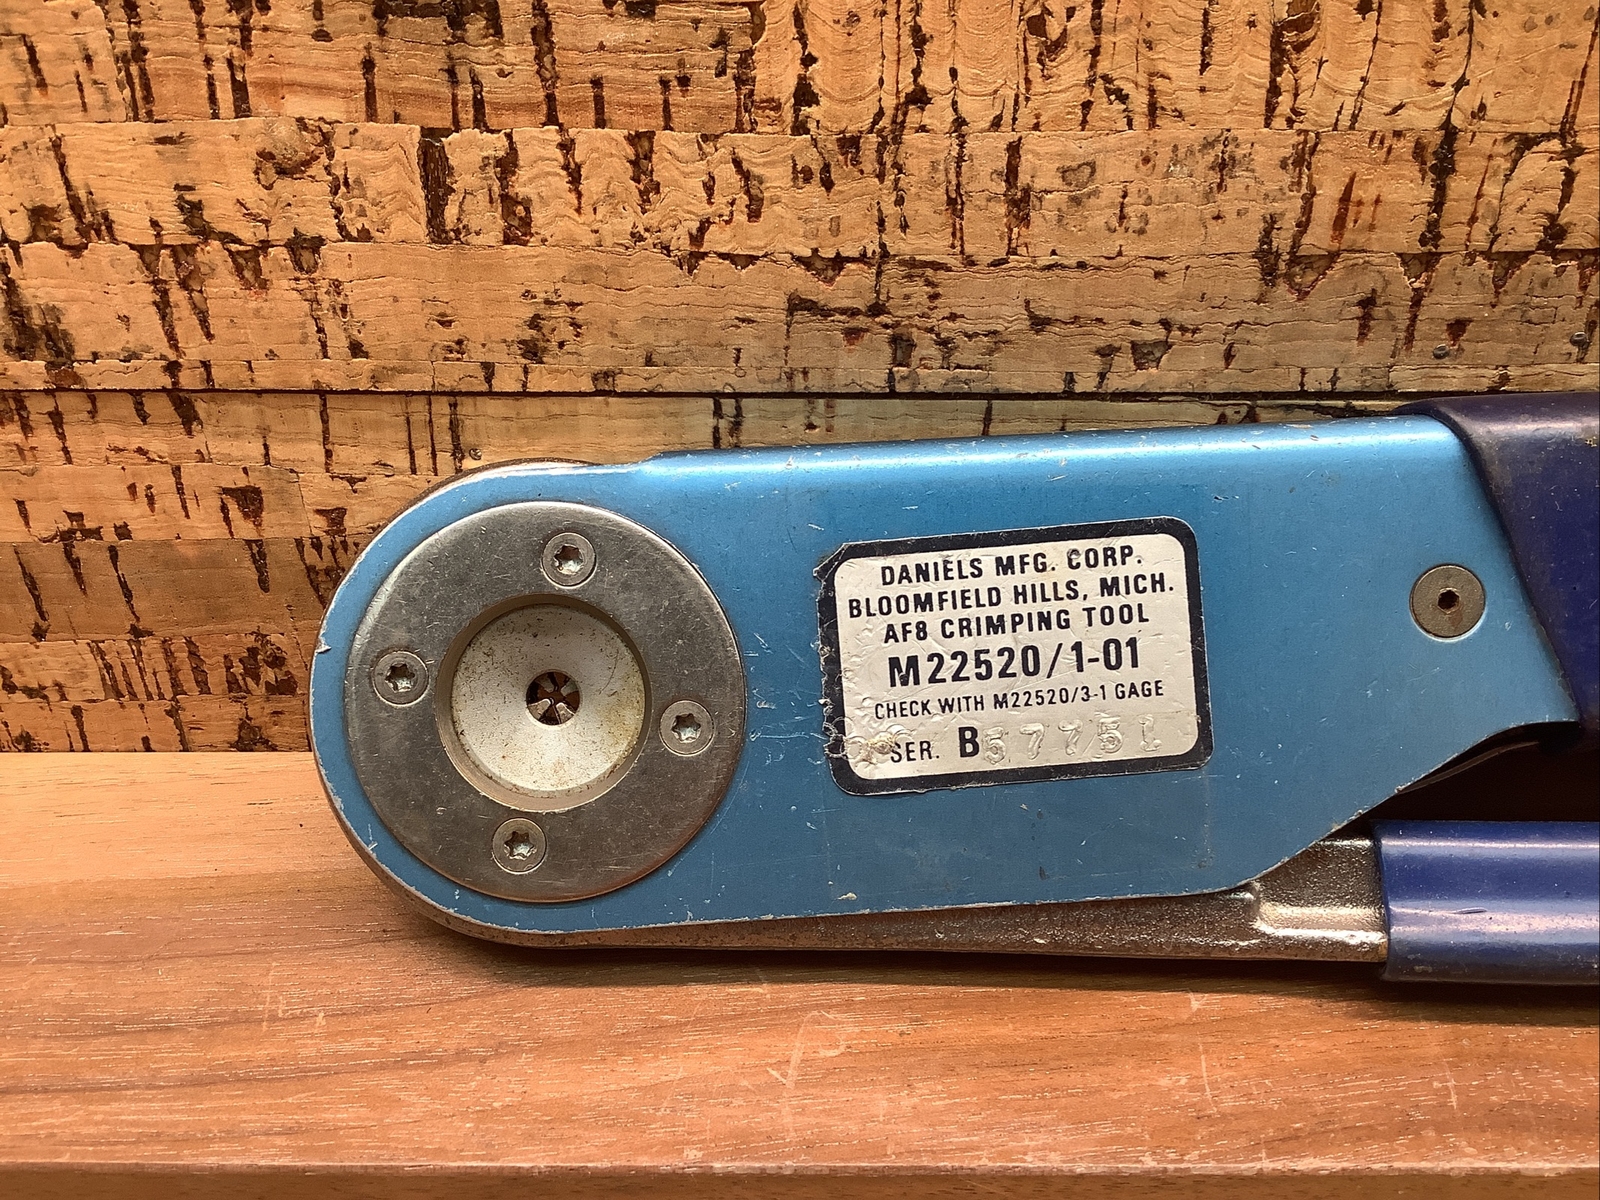 DANIELS MFG. CORP.
BLOOMFIELD HILLS, MICH.
AF8 CRIMPING TOOL
M22520/1-01
CHECK WITH M22520/3-1 GAGE
SER. B57751